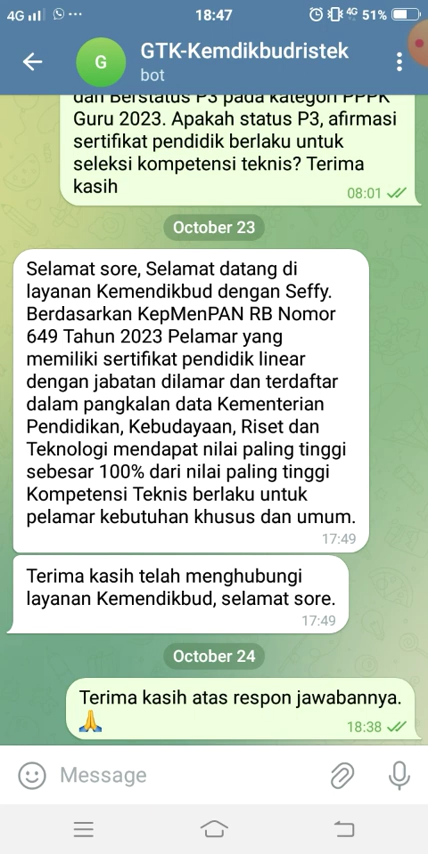 4G 18:47 4G 51%
G GTK-Kemdikbudristek
bot
dan Berstatus P3 pada kategori PPPK
Guru 2023. Apakah status P3, afirmasi
sertifikat pendidik berlaku untuk
seleksi kompetensi teknis? Terima
kasih
08:01
October 23
Selamat sore, Selamat datang di
layanan Kemendikbud dengan Seffy.
Berdasarkan KepMenPAN RB Nomor
649 Tahun 2023 Pelamar yang
memiliki sertifikat pendidik linear
dengan jabatan dilamar dan terdaftar
dalam pangkalan data Kementerian
Pendidikan, Kebudayaan, Riset dan
Teknologi mendapat nilai paling tinggi
sebesar 100% dari nilai paling tinggi
Kompetensi Teknis berlaku untuk
pelamar kebutuhan khusus dan umum.
17:49
Terima kasih telah menghubungi
layanan Kemendikbud, selamat sore.
17:49
October 24
Terima kasih atas respon jawabannya.
🙏
18:38
Message